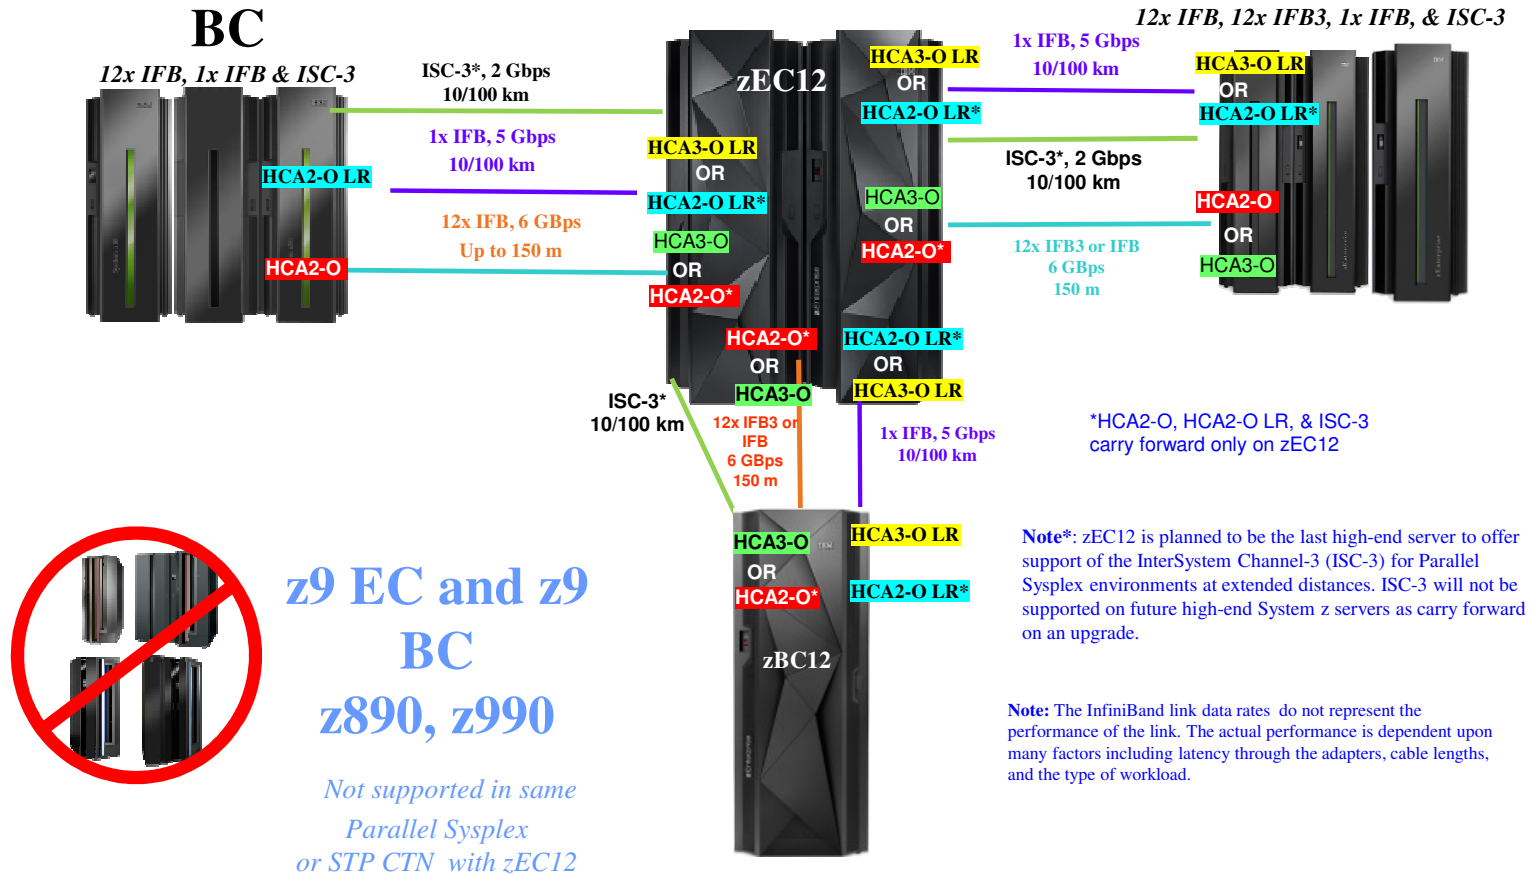 BC
12x IFB, 1x IFB & ISC-3
ISC-3*, 2 Gbps
10/100 km
1x IFB, 5 Gbps
10/100 km
12x IFB, 6 GBps
Up to 150 m
HCA2-O LR
HCA2-O
zEC12
HCA3-O LR
OR
HCA2-O LR*
HCA3-O
OR
HCA2-O*
HCA3-O LR
OR
HCA2-O LR*
HCA3-O
OR
HCA2-O*
HCA2-O*
OR
HCA3-O
HCA2-O LR*
OR
HCA3-O LR
12x IFB, 12x IFB3, 1x IFB, & ISC-3
1x IFB, 5 Gbps
10/100 km
ISC-3*, 2 Gbps
10/100 km
12x IFB3 or IFB
6 GBps
150 m
HCA3-O LR
OR
HCA2-O LR*
HCA2-O
OR
HCA3-O
ISC-3*
10/100 km
12x IFB3 or
IFB
6 GBps
150 m
1x IFB, 5 Gbps
10/100 km
*HCA2-O, HCA2-O LR, & ISC-3
carry forward only on zEC12
HCA3-O
OR
HCA2-O*
HCA3-O LR
HCA2-O LR*
IBM
zBC12
Note*: zEC12 is planned to be the last high-end server to offer
support of the InterSystem Channel-3 (ISC-3) for Parallel
Sysplex environments at extended distances. ISC-3 will not be
supported on future high-end System z servers as carry forward
on an upgrade.
Note: The InfiniBand link data rates do not represent the
performance of the link. The actual performance is dependent upon
many factors including latency through the adapters, cable lengths,
and the type of workload.
z9 EC and z9
BC
z890, z990
Not supported in same
Parallel Sysplex
or STP CTN with zEC12